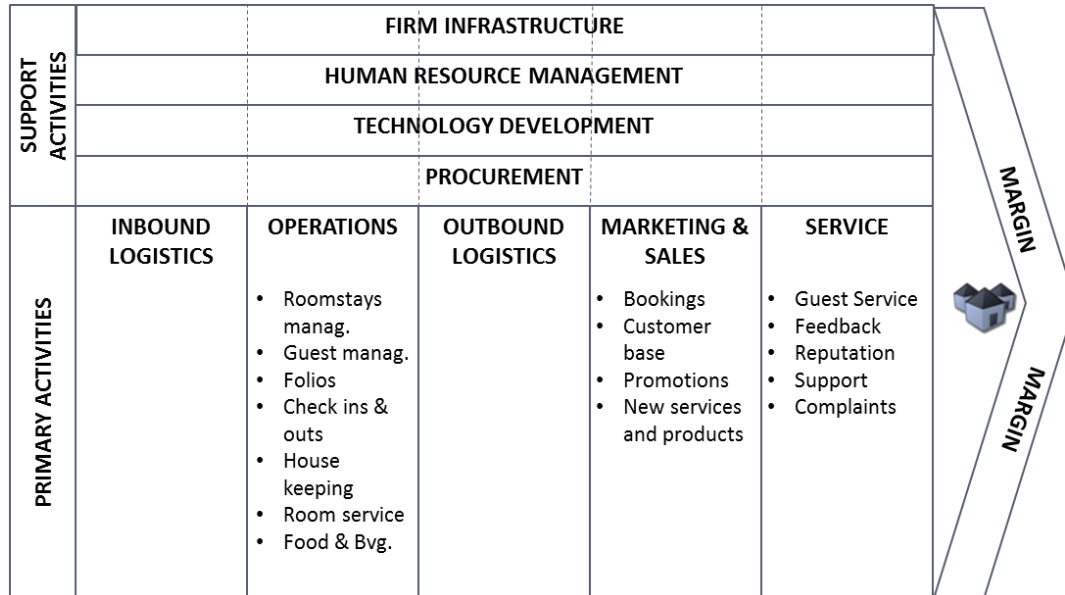 SUPPORT
ACTIVITIES
FIRM INFRASTRUCTURE
HUMAN RESOURCE MANAGEMENT
TECHNOLOGY DEVELOPMENT
PROCUREMENT
PRIMARY ACTIVITIES
INBOUND
LOGISTICS
OPERATIONS
• Roomstays
manag.
• Guest manag.
• Folios
• Check ins &
outs
• House
keeping
• Room service
• Food & Bvg.
OUTBOUND
LOGISTICS
MARKETING &
SALES
• Bookings
• Customer
base
• Promotions
• New services
and products
SERVICE
• Guest Service
• Feedback
• Reputation
• Support
• Complaints
MARGIN
MARGIN